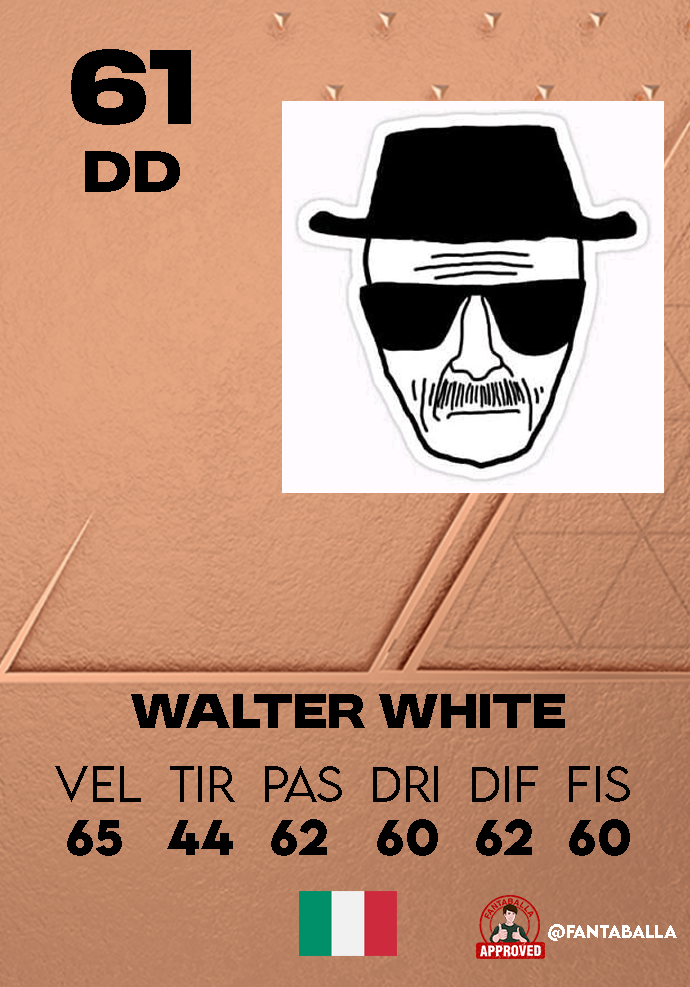 61
DD
WALTER WHITE
VEL TIR PAS DRI DIF FIS
65 44 62 60 62 60
FANTABALLA
APPROVED
@FANTABALLA